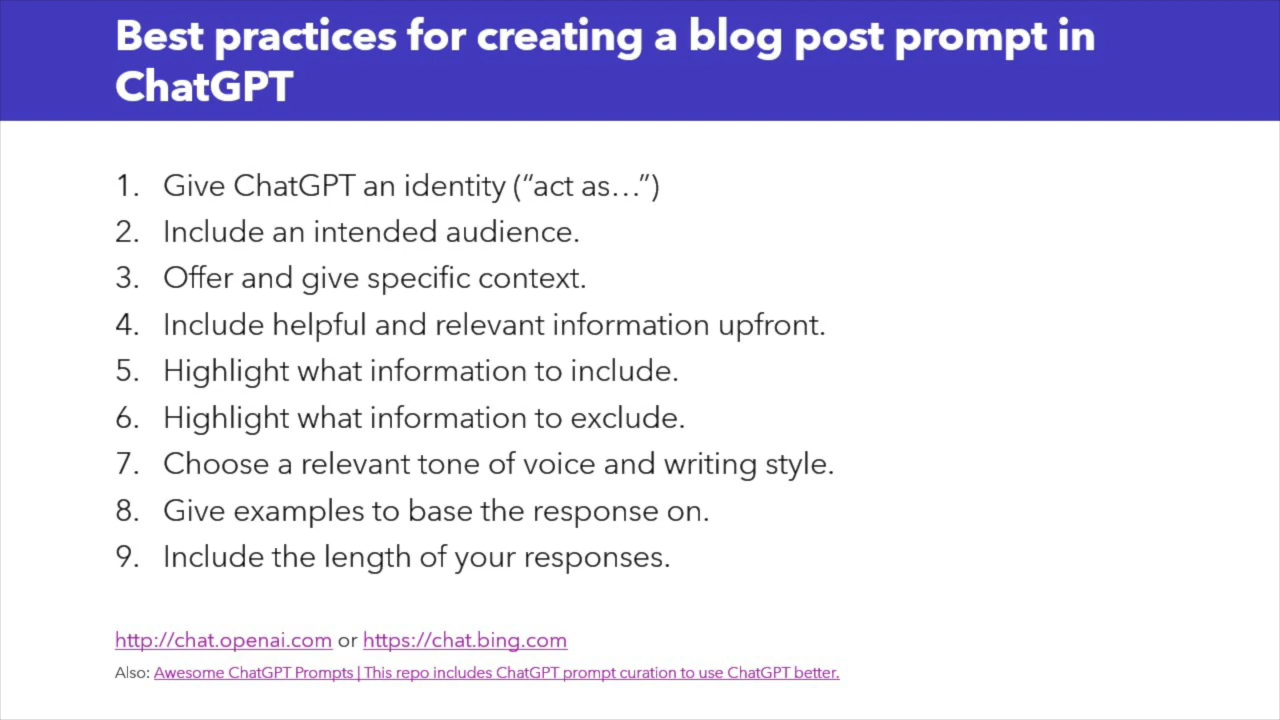 Best practices for creating a blog post prompt in
ChatGPT
1. Give ChatGPT an identity (“act as...”)
2. Include an intended audience.
3. Offer and give specific context.
4. Include helpful and relevant information upfront.
5. Highlight what information to include.
6. Highlight what information to exclude.
7. Choose a relevant tone of voice and writing style.
8. Give examples to base the response on.
9. Include the length of your responses.
http://chat.openai.com or https://chat.bing.com
Also: Awesome ChatGPT Prompts | This repo includes ChatGPT prompt curation to use ChatGPT better.